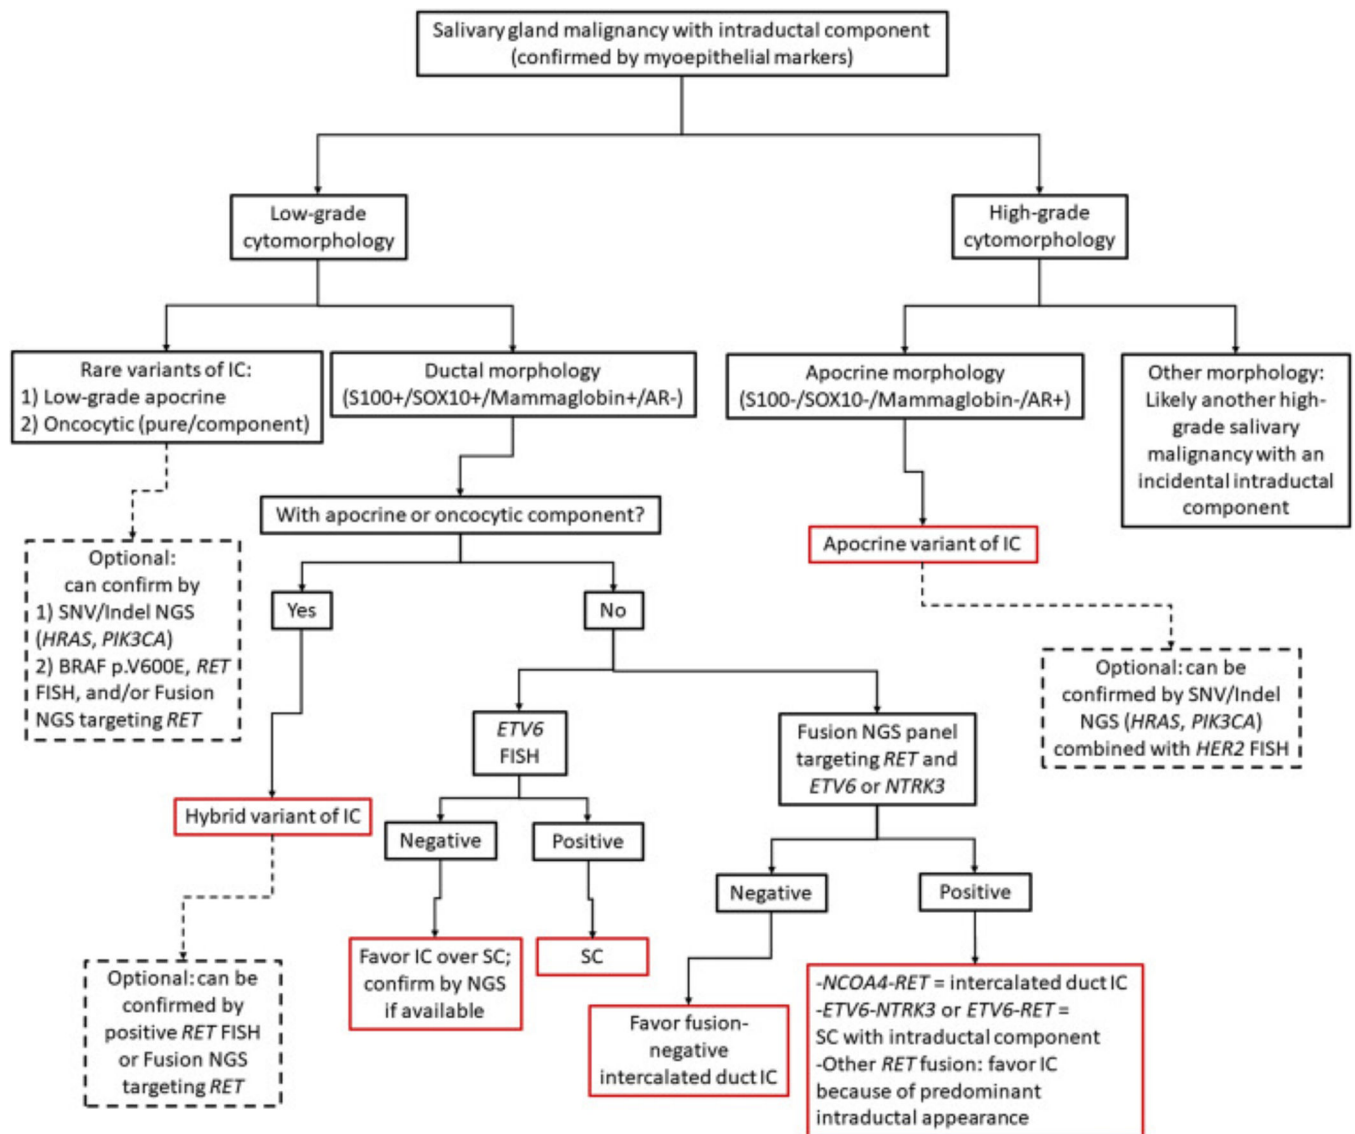 Salivary gland malignancy with intraductal component
(confirmed by myoepithelial markers)
Low-grade
cytomorphology
High-grade
cytomorphology
Rare variants of IC:
1) Low-grade apocrine
2) Oncocytic (pure/component)
Ductal morphology
(S100+/SOX10+/Mammaglobin+/AR-)
Apocrine morphology
(S100-/SOX10-/Mammaglobin-/AR+)
Other morphology:
Likely another high-
grade salivary
malignancy with an
incidental intraductal
component
With apocrine or oncocytic component?
Apocrine variant of IC
Optional:
can confirm by
1) SNV/Indel NGS
(HRAS, PIK3CA)
2) BRAF p.V600E, RET
FISH, and/or Fusion
NGS targeting RET
Yes
No
Optional: can be
confirmed by SNV/Indel
NGS (HRAS, PIK3CA)
combined with HER2 FISH
ETV6
FISH
Fusion NGS panel
targeting RET and
ETV6 or NTRK3
Hybrid variant of IC
Negative
Positive
Negative
Positive
Favor IC over SC;
confirm by NGS
if available
SC
Optional: can be
confirmed by
positive RET FISH
or Fusion NGS
targeting RET
Favor fusion-
negative
intercalated duct IC
-NCOA4-RET = intercalated duct IC
-ETV6-NTRK3 or ETV6-RET =
SC with intraductal component
-Other RET fusion: favor IC
because of predominant
intraductal appearance